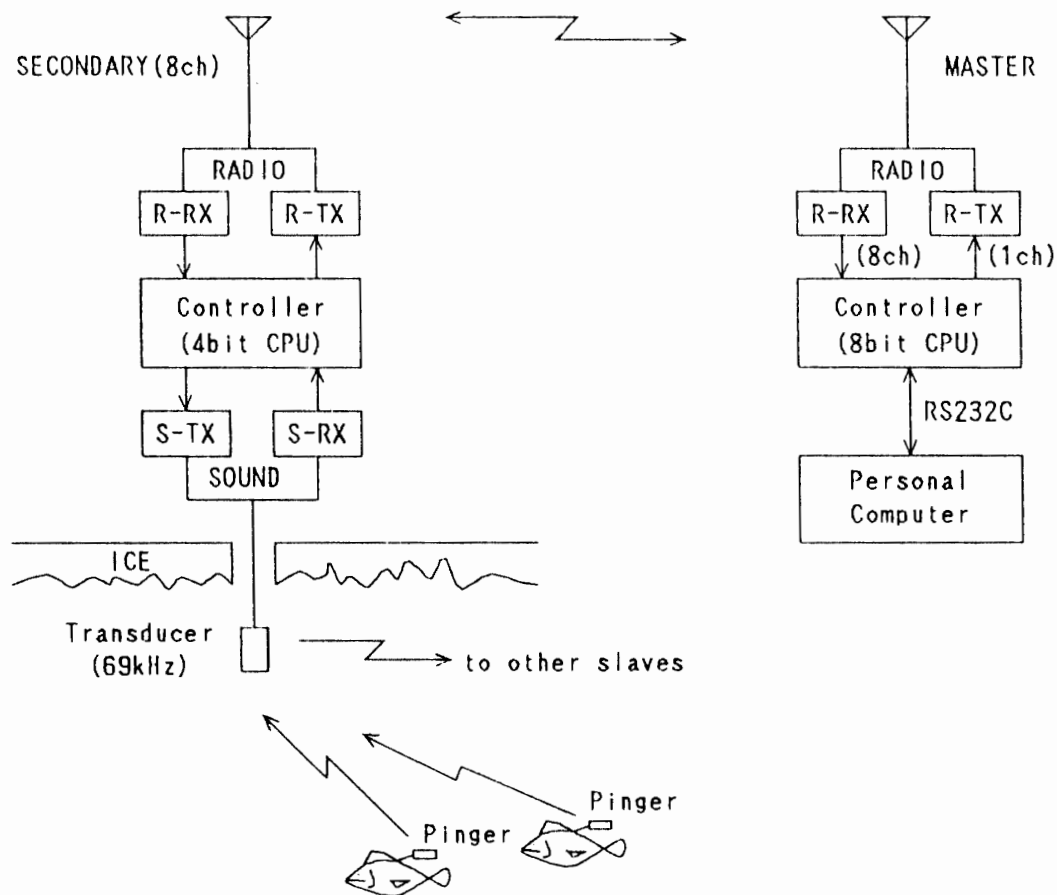 SECONDARY(8ch)
MASTER
RADIO
RADIO
R-RX
R-TX
R-RX
R-TX
(8ch)
(1ch)
Controller
(4bit CPU)
Controller
(8bit CPU)
RS232C
S-TX
S-RX
SOUND
Personal
Computer
ICE
Transducer
(69kHz)
to other slaves
Pinger
Pinger